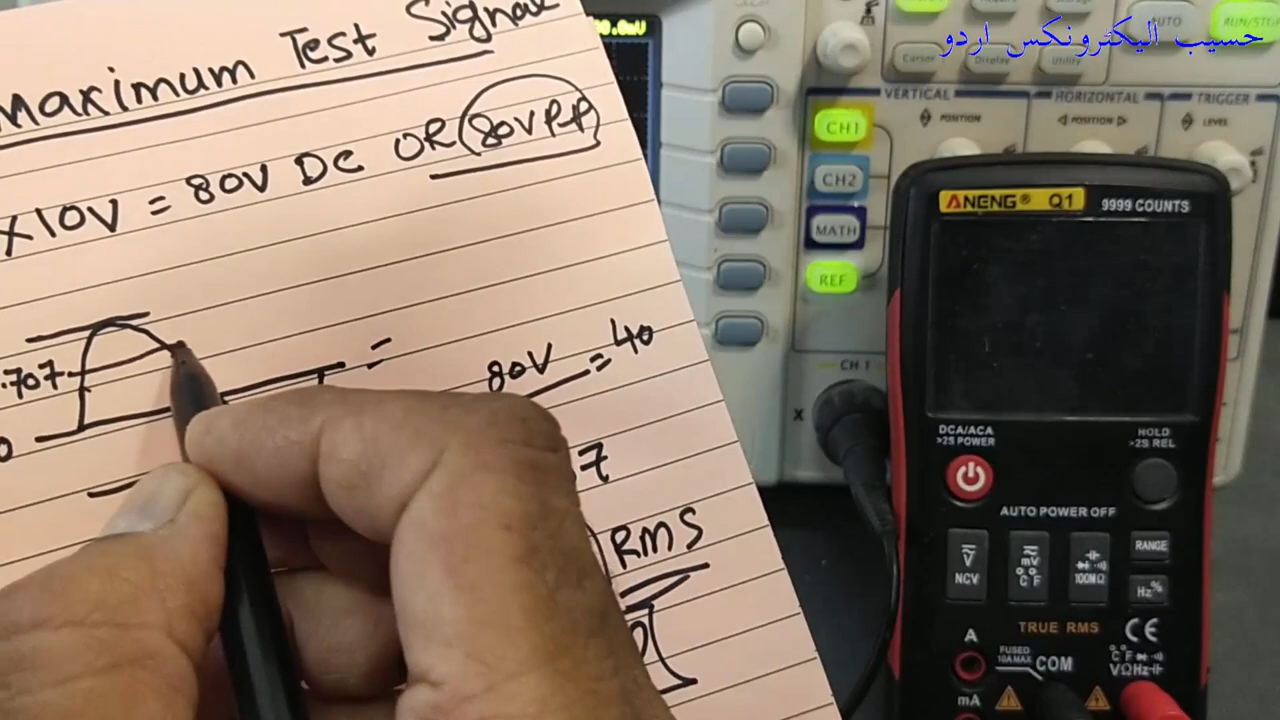 Maximum Test Signal
X10V = 80V DC OR (80VP-P)
.707
=
80V = 40
0
7
RMS
حسیب الیکٹرونکس اردو
AUTO
RUN/STOP
Cursor
Display
Utility
VERTICAL
HORIZONTAL
TRIGGER
POSITION
POSITION
LEVEL
CH1
CH2
MATH
REF
CH 1
X
ANENG® Q1
9999 COUNTS
DCA/ACA
>2S POWER
HOLD
>2S REL
AUTO POWER OFF
V
NCV
mV
°C °F
100MΩ
RANGE
Hz%
TRUE RMS
CE
A
FUSED
10A MAX
COM
VΩHz
mA